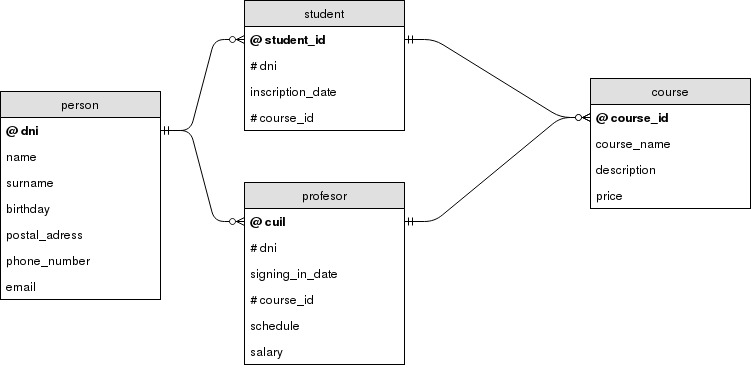 person
@ dni
name
surname
birthday
postal_adress
phone_number
email
student
@ student_id
# dni
inscription_date
# course_id
profesor
@ cuil
# dni
signing_in_date
# course_id
schedule
salary
course
@ course_id
course_name
description
price